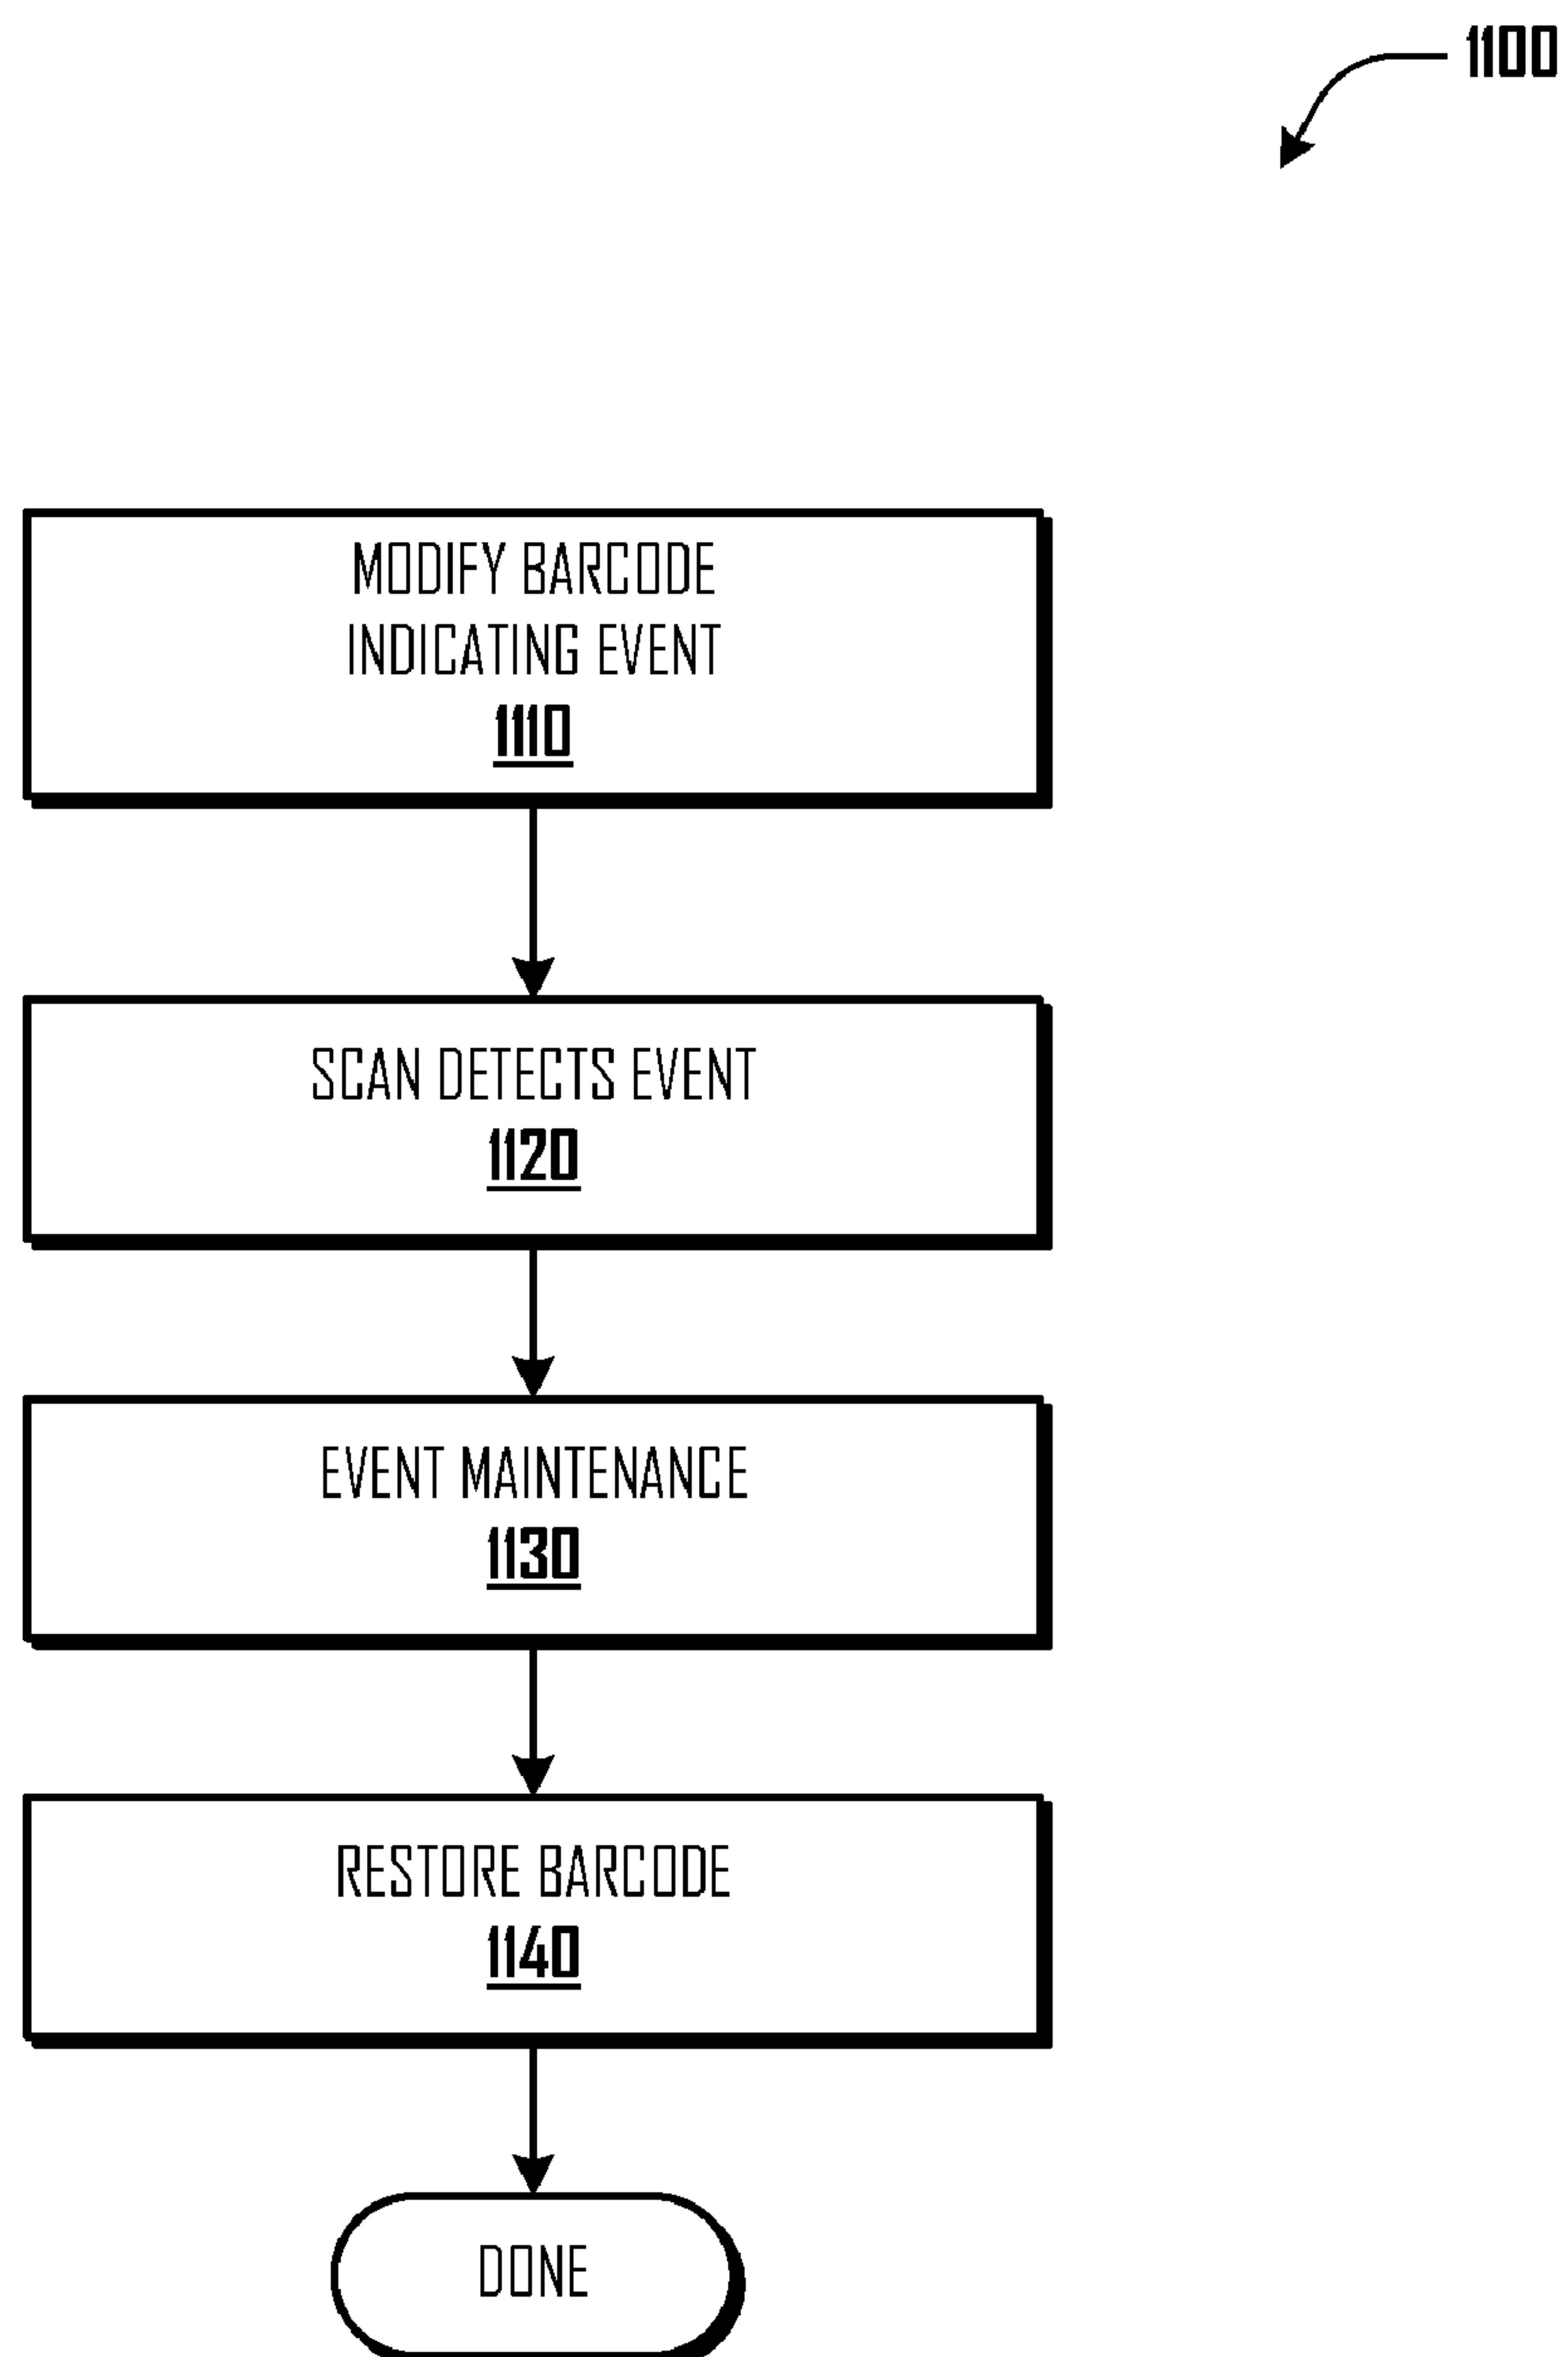 1100
MODIFY BARCODE
INDICATING EVENT
1110
SCAN DETECTS EVENT
1120
EVENT MAINTENANCE
1130
RESTORE BARCODE
1140
DONE